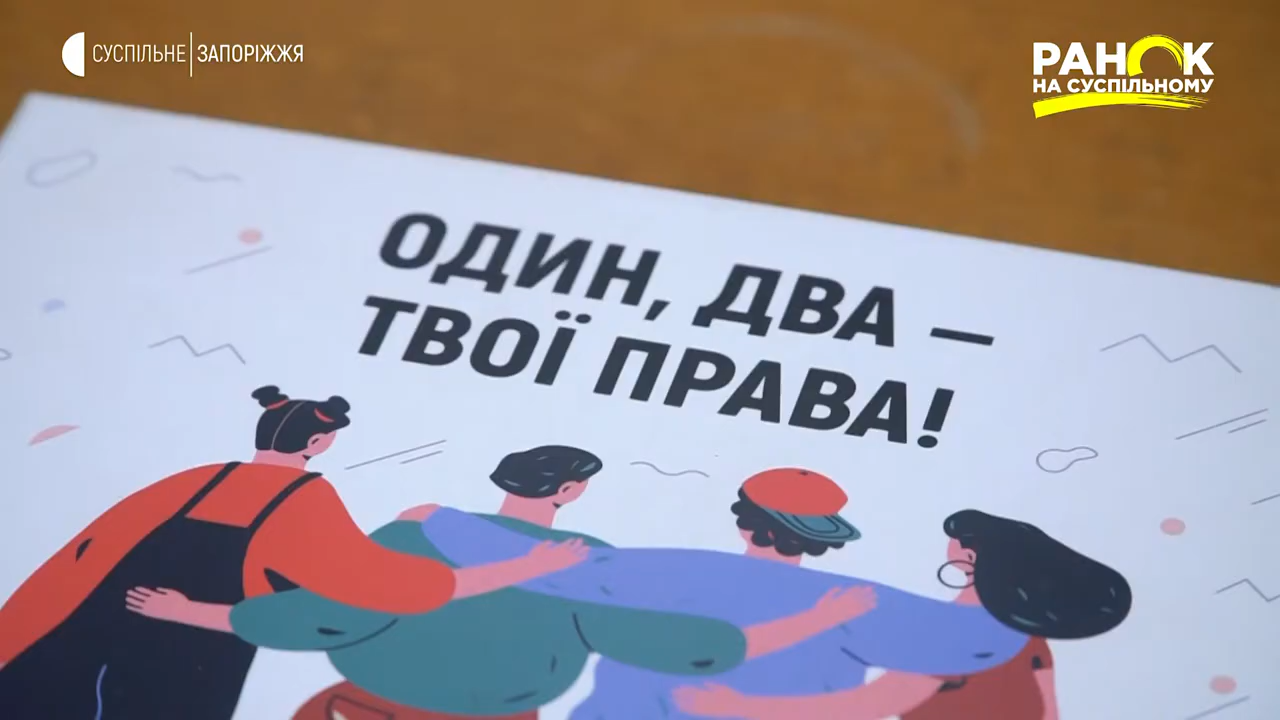 СУСПІЛЬНЕ ЗАПОРІЖЖЯ
РАНОК
НА СУСПІЛЬНОМУ
ОДИН, ДВА –
ТВОЇ ПРАВА!